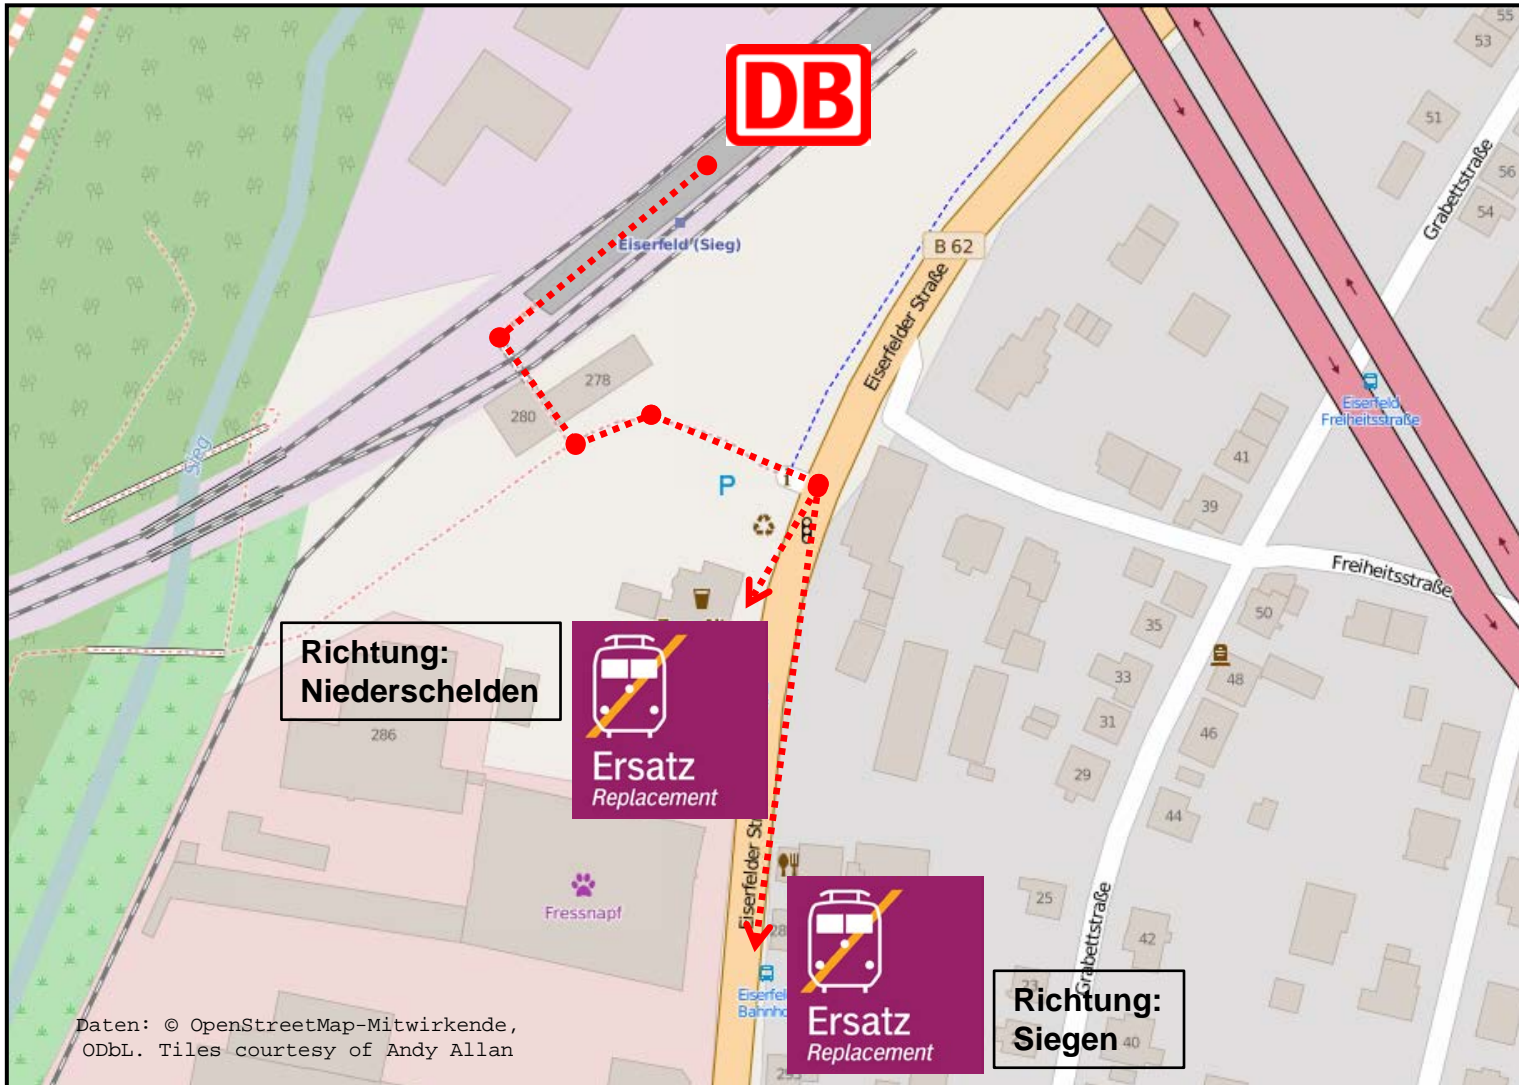 DB
55
53
51
56
54
Grabettstraße
Eiserfeld (Sieg)
B 62
Eiserfelder Straße
Eiserfeld
Freiheitsstraße
278
280
Sieg
P
41
39
Freiheitsstraße
50
35
33
48
31
46
29
44
Richtung:
Niederschelden
286
Ersatz
Replacement
Fressnapf
25
Grabettstraße
42
23
40
Ersatz
Replacement
Richtung:
Siegen
Daten: © OpenStreetMap-Mitwirkende,
ODbL. Tiles courtesy of Andy Allan